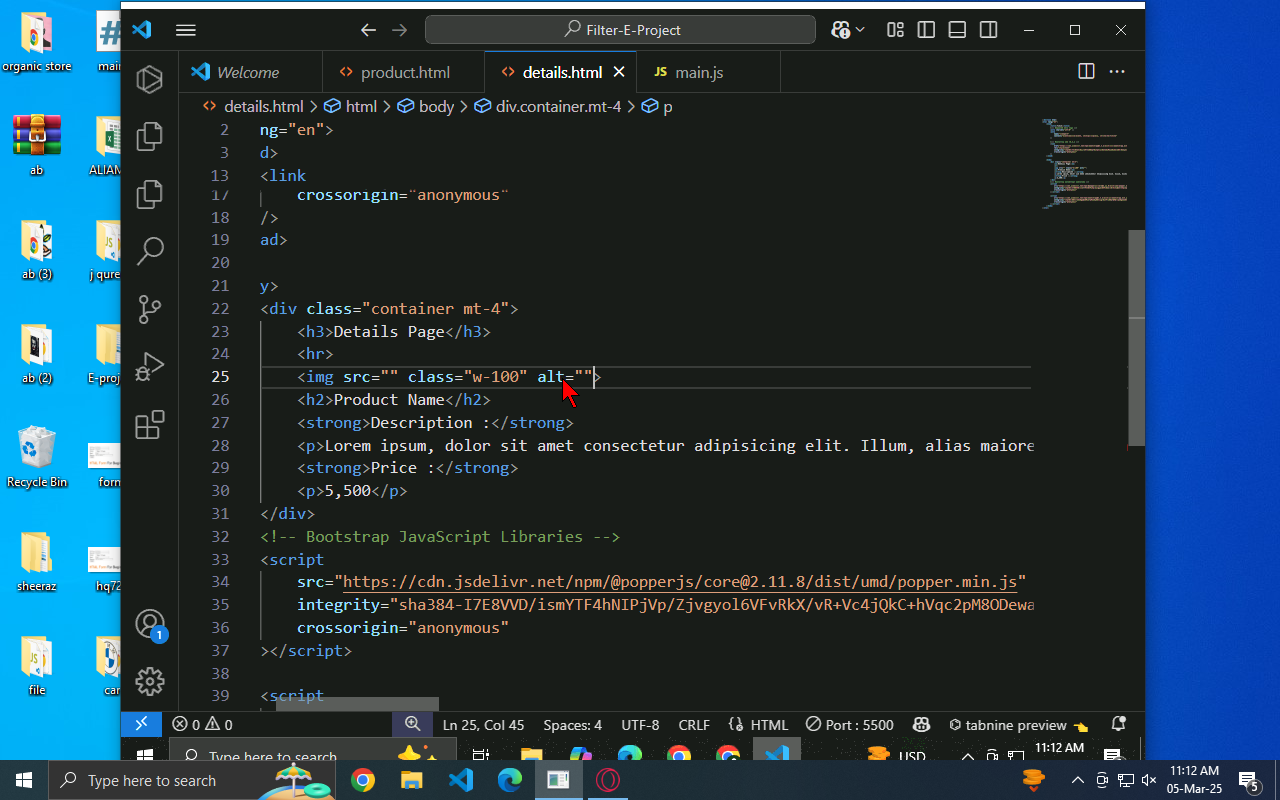 organic store
main
ab
ALIAM
ab (3)
j qure
ab (2)
E-proj
Recycle Bin
forn
sheeraz
hq72
file
car
Filter-E-Project
Welcome
product.html
details.html
JS main.js
details.html > html > body > div.container.mt-4 > p
2 ng="en">
3 d>
13 <link
17 crossorigin="anonymous"
18 />
19 ad>
20
21 y>
22 <div class="container mt-4">
23 <h3>Details Page</h3>
24 <hr>
25 <img src="" class="w-100" alt="">
26 <h2>Product Name</h2>
27 <strong>Description :</strong>
28 <p>Lorem ipsum, dolor sit amet consectetur adipisicing elit. Illum, alias maiore
29 <strong>Price :</strong>
30 <p>5,500</p>
31 </div>
32 <!-- Bootstrap JavaScript Libraries -->
33 <script
34 src="https://cdn.jsdelivr.net/npm/@popperjs/core@2.11.8/dist/umd/popper.min.js"
35 integrity="sha384-I7E8VVD/ismYTF4hNIPjVp/Zjvgyol6VFvRkX/vR+Vc4jQkC+hVqc2pM8ODewa
36 crossorigin="anonymous"
37 ></script>
38
39 <script
1
0 0 Ln 25, Col 45 Spaces: 4 UTF-8 CRLF {} HTML Port : 5500 tabnine preview
Type here to search
USD
11:12 AM
Type here to search
11:12 AM
05-Mar-25
5